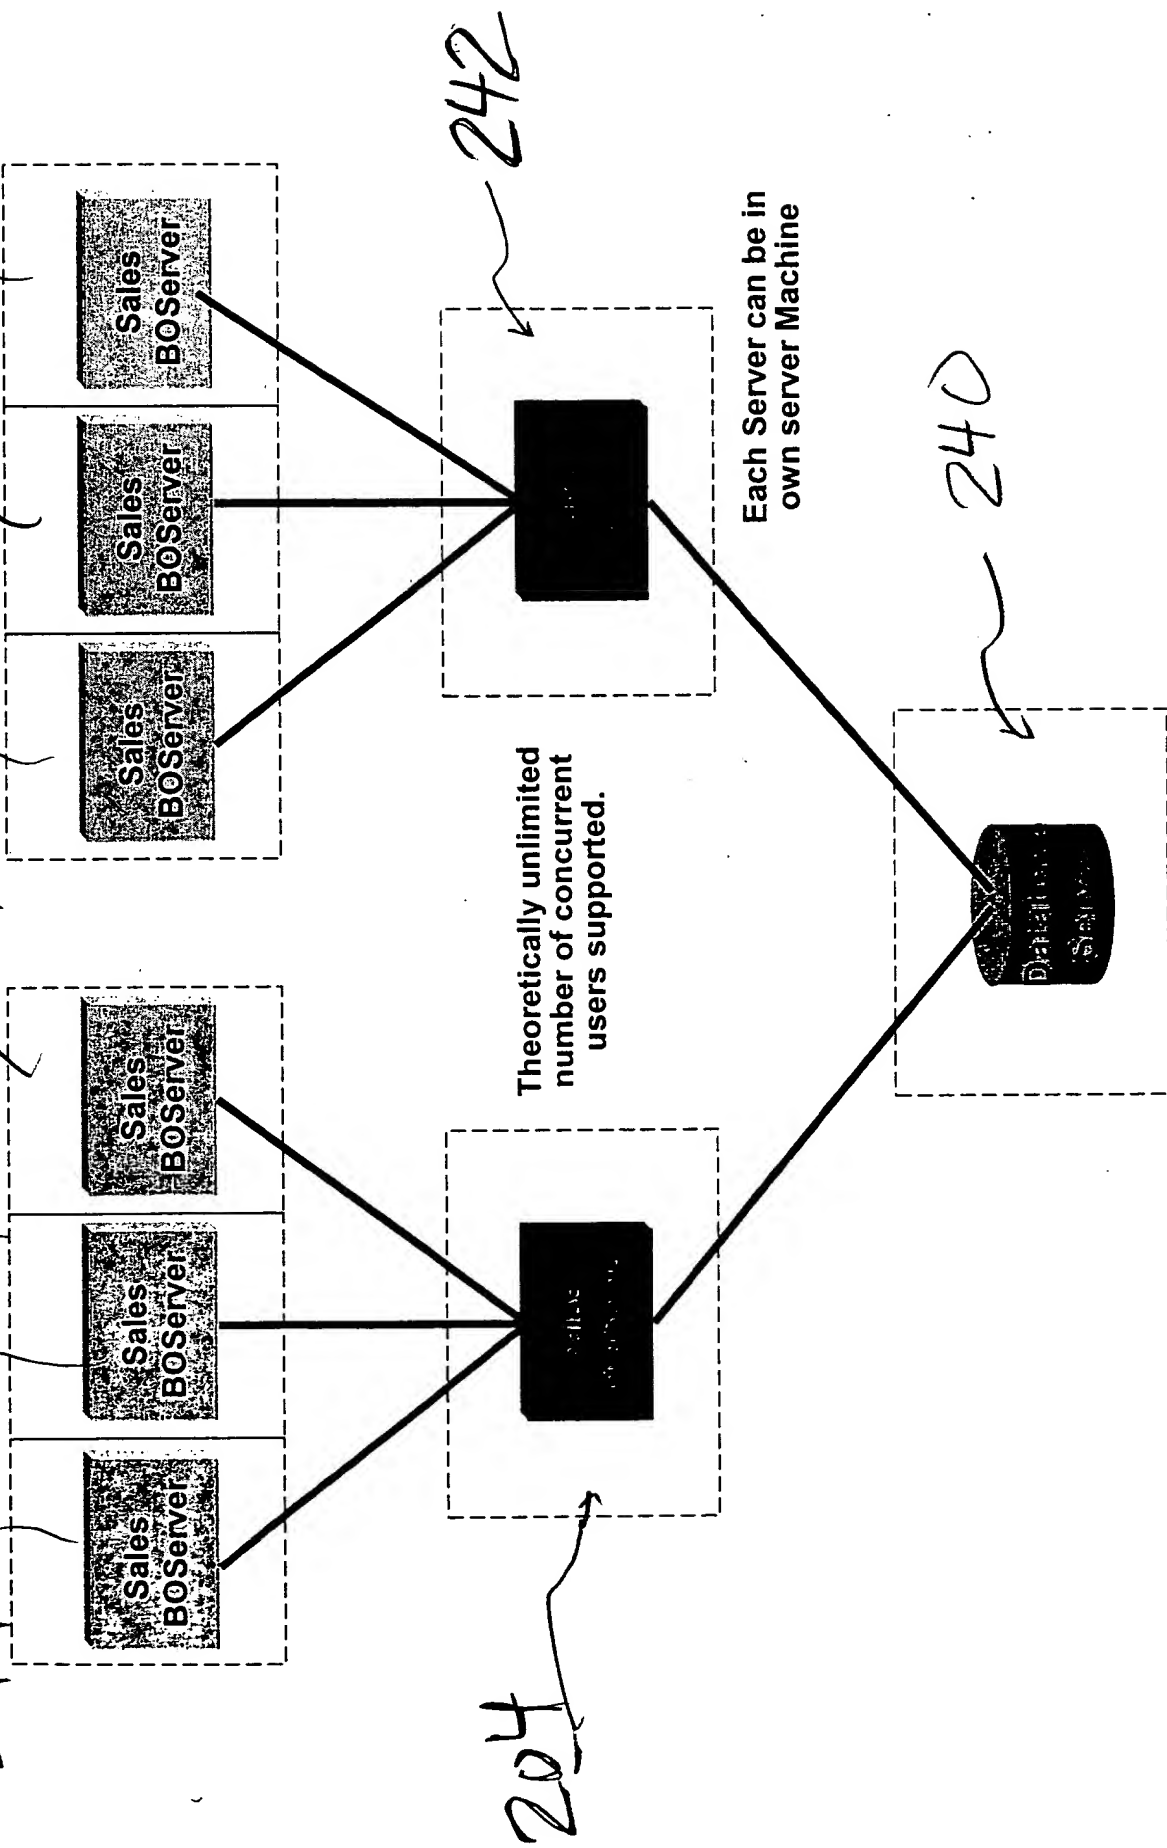 Sales
BOServer
Sales
BOServer
Sales
BOServer
Sales
BOServer
Sales
BOServer
Sales
BOServer
204
242
Theoretically unlimited
number of concurrent
users supported.
Each Server can be in
own server Machine
240